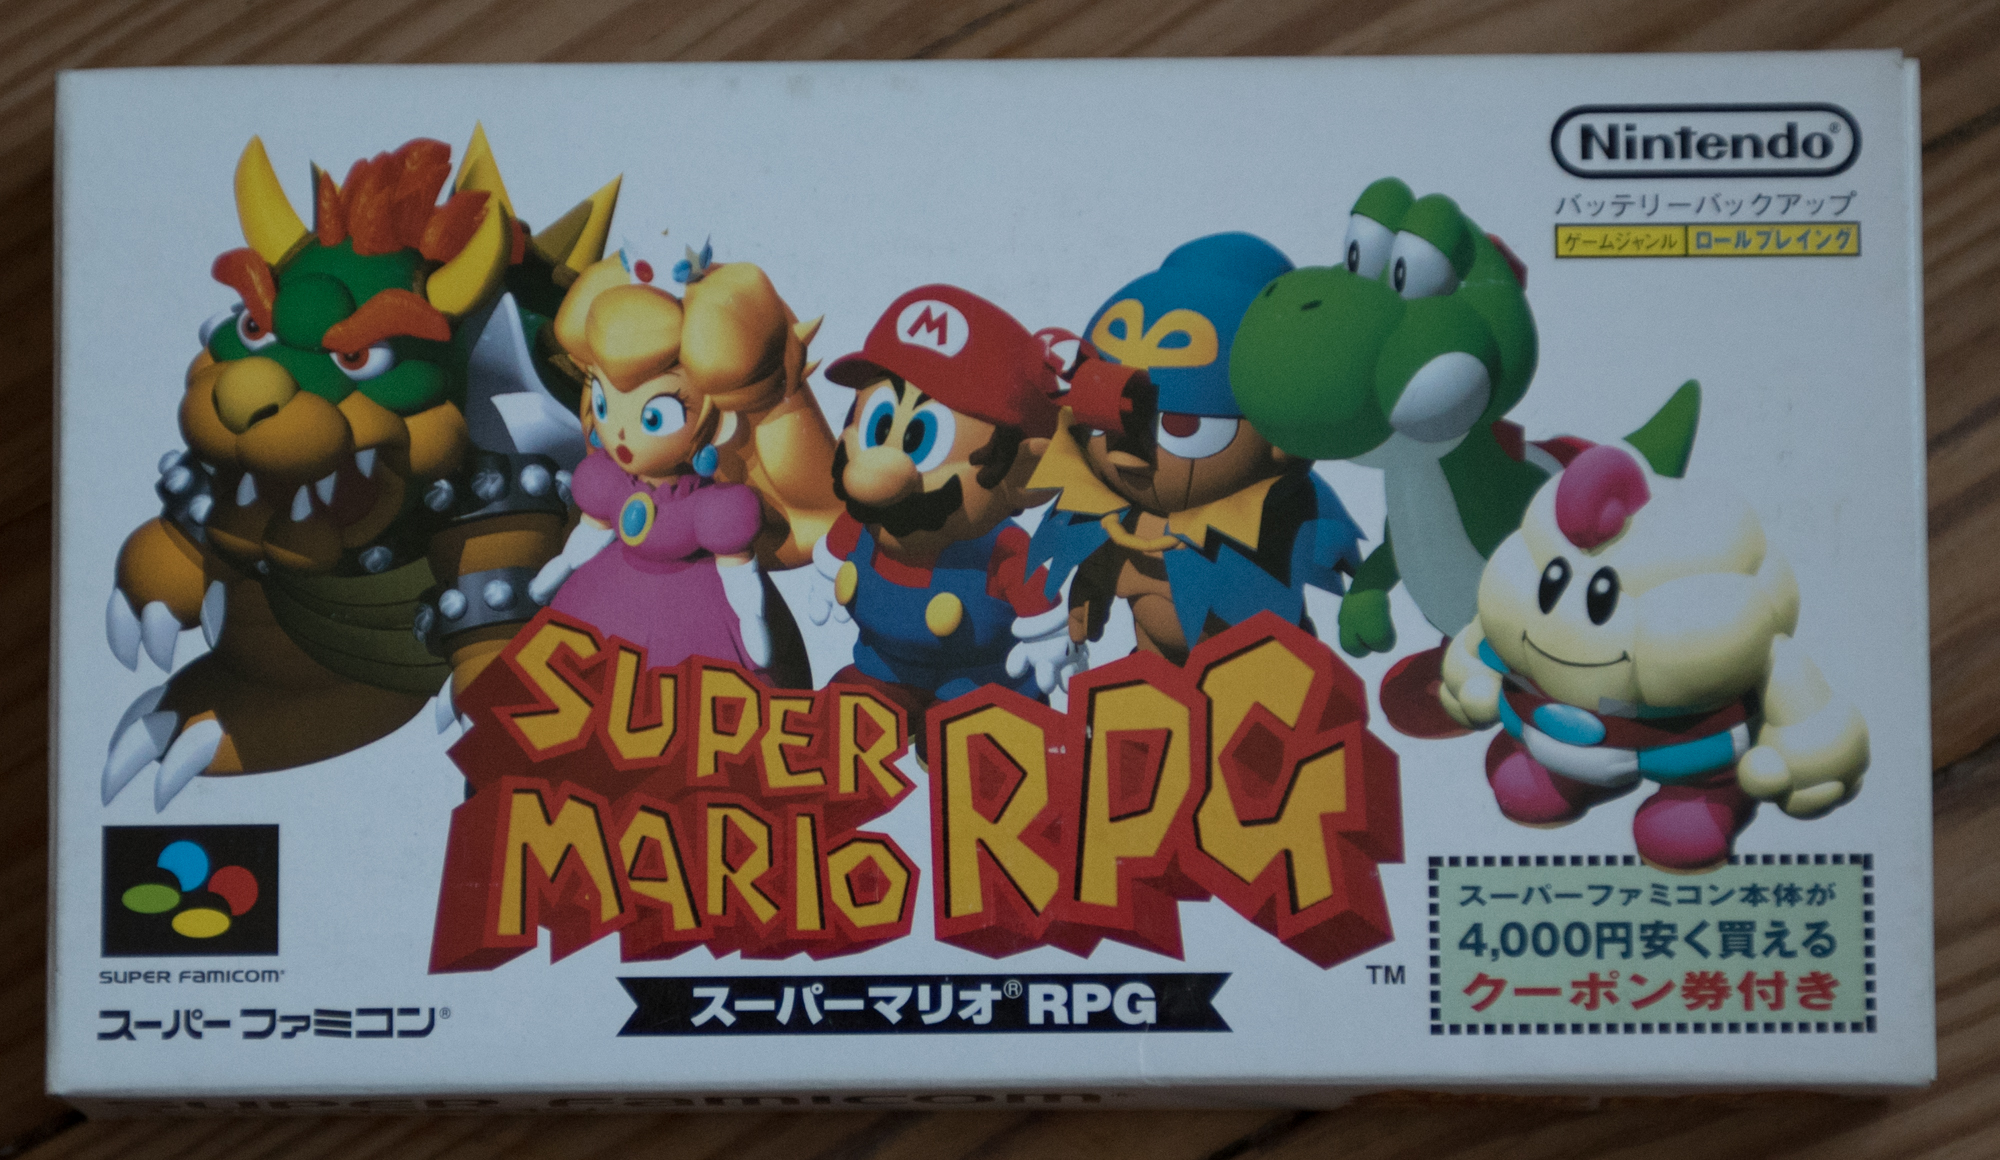 Nintendo®
バッテリーバックアップ
ゲームジャンル ロールプレイング
M
SUPER
MARIO RPG
TM
スーパーマリオ® RPG
SUPER FAMICOM®
スーパーファミコン®
スーパーファミコン本体が
4,000円安く買える
クーポン券付き
SUPER FAMICOM